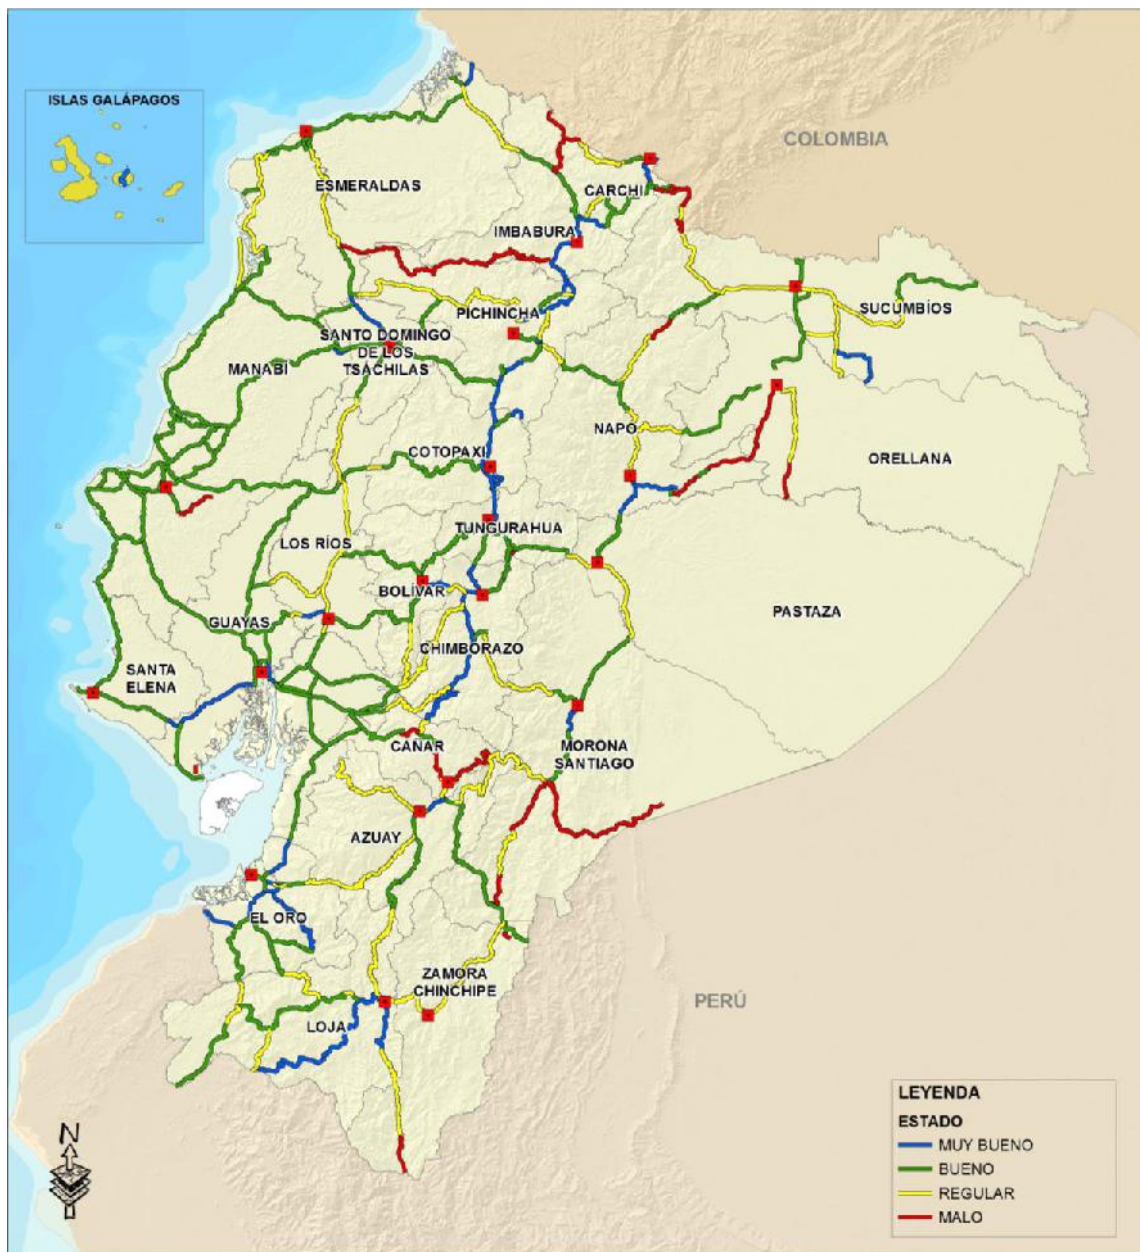 ISLAS GALÁPAGOS
COLOMBIA
ESMERALDAS
CARCHI
IMBABURA
SUCUMBÍOS
PICHINCHA
SANTO DOMINGO
DE LOS
TSÁCHILAS
MANABÍ
NAPO
COTOPAXI
ORELLANA
TUNGURAHUA
LOS RÍOS
BOLÍVAR
PASTAZA
GUAYAS
CHIMBORAZO
SANTA
ELENA
CAÑAR
MORONA
SANTIAGO
AZUAY
EL ORO
ZAMORA
CHINCHIPE
PERÚ
LOJA
LEYENDA
ESTADO
MUY BUENO
BUENO
REGULAR
MALO
N